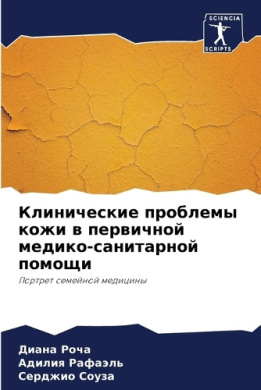 SCIENCIA
SCRIPTS
Клинические проблемы
кожи в первичной
медико-санитарной
помощи
Портрет семейной медицины
Диана Роча
Адилия Рафаэль
Серджио Соуза